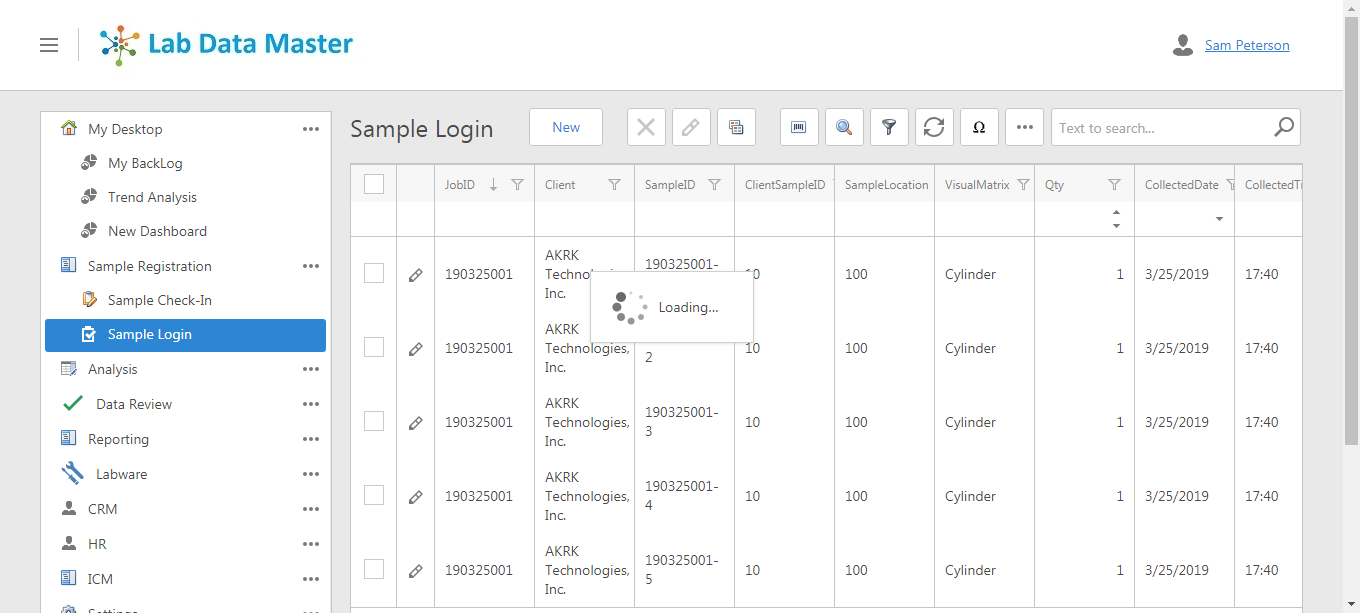 Lab Data Master
Sam Peterson
My Desktop
My BackLog
Trend Analysis
New Dashboard
Sample Registration
Sample Check-In
Sample Login
Analysis
Data Review
Reporting
Labware
CRM
HR
ICM
Settings
Sample Login
New
Ω
Text to search...
JobID Client SampleID ClientSampleID SampleLocation VisualMatrix Qty CollectedDate
190325001 AKRK 190325001- 10 100 Cylinder 1 3/25/2019 17:40
Inc.
Loading...
190325001 AKRK Technologies, 2 10 100 Cylinder 1 3/25/2019 17:40
Inc.
190325001 AKRK Technologies, 190325001- 10 100 Cylinder 1 3/25/2019 17:40
Inc. 3
190325001 AKRK Technologies, 190325001- 10 100 Cylinder 1 3/25/2019 17:40
Inc. 4
190325001 AKRK Technologies, 190325001- 10 100 Cylinder 1 3/25/2019 17:40
Inc. 5